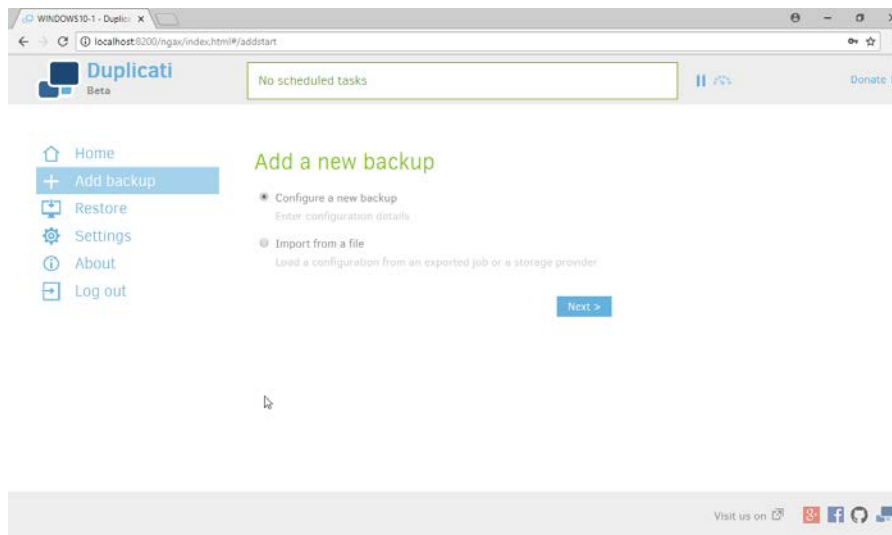 WINDOWS10-1 - Duplic
localhost:8200/ngax/index.html#/addstart
Duplicati
Beta
No scheduled tasks
Donate
Home
Add backup
Restore
Settings
About
Log out
Add a new backup
Configure a new backup
Enter configuration details
Import from a file
Load a configuration from an exported job or a storage provider
Next >
Visit us on